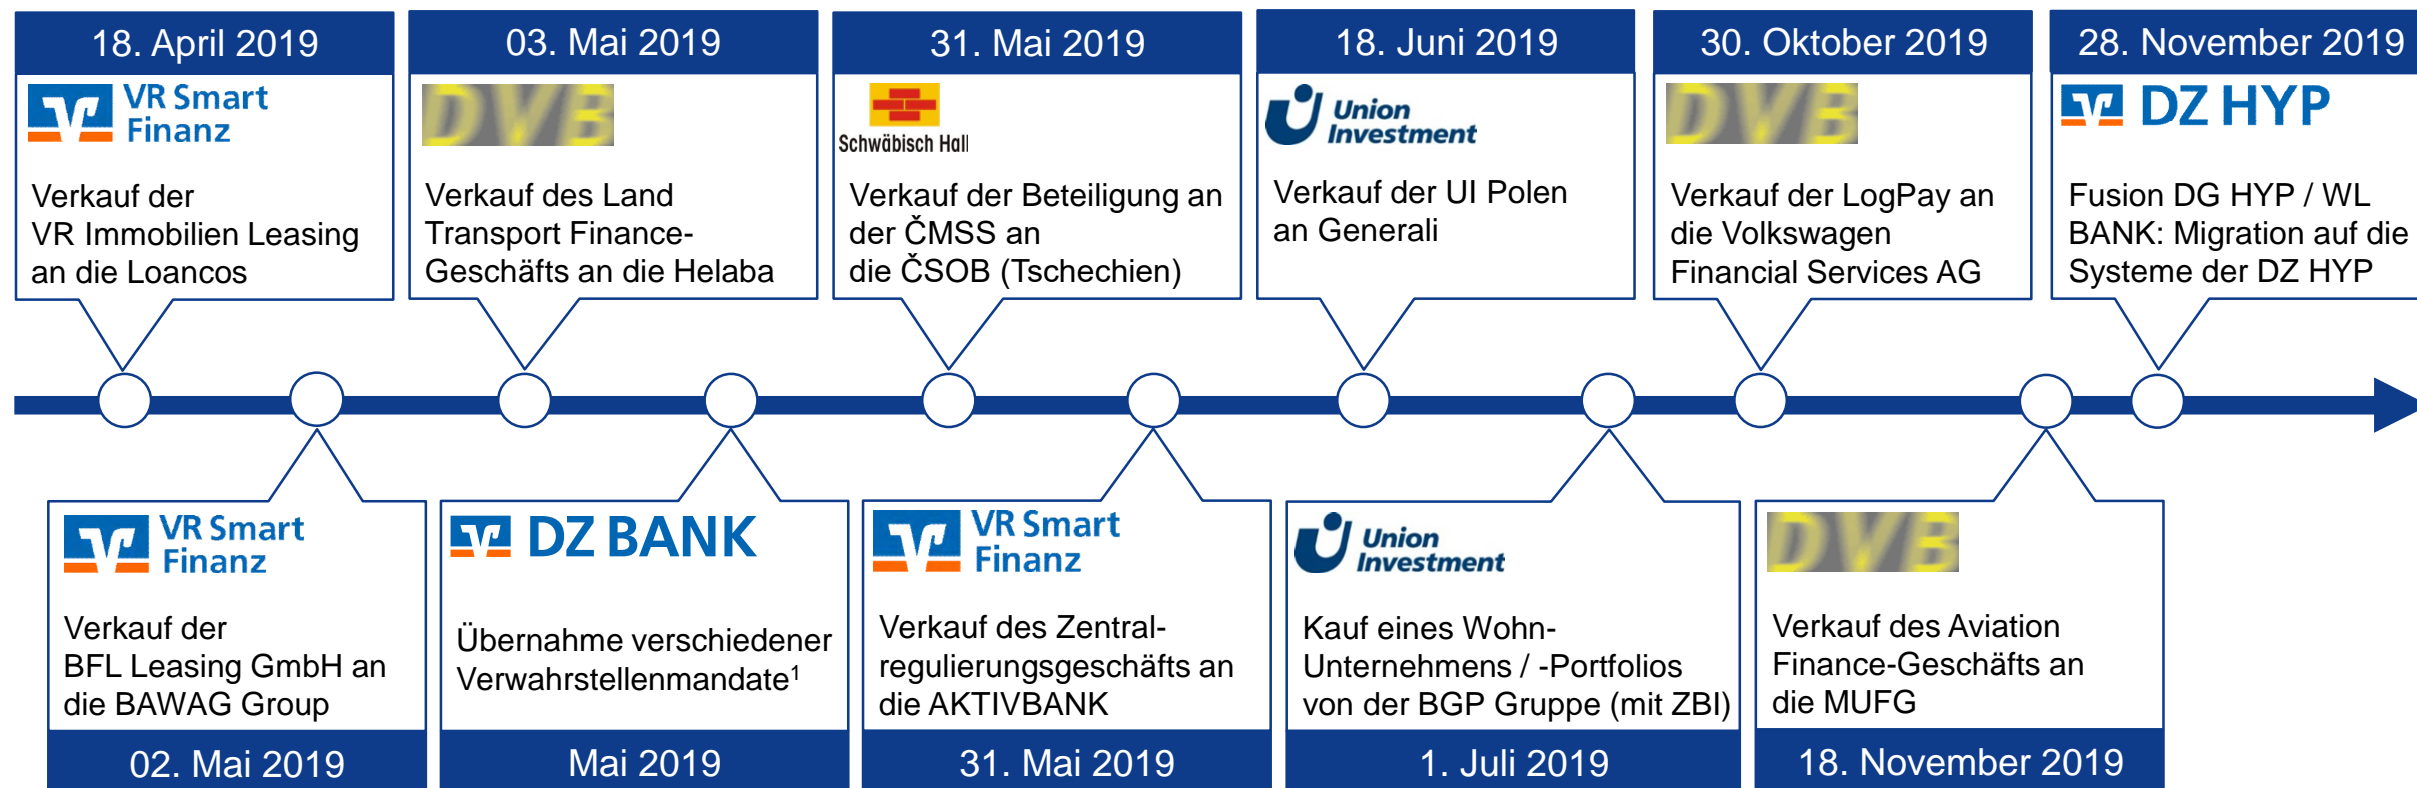 18. April 2019
VR Smart
Finanz
Verkauf der
VR Immobilien Leasing
an die Loancos
03. Mai 2019
DVB
Verkauf des Land
Transport Finance-
Geschäfts an die Helaba
31. Mai 2019
Schwäbisch Hall
Verkauf der Beteiligung an
der ČMSS an
die ČSOB (Tschechien)
18. Juni 2019
Union
Investment
Verkauf der UI Polen
an Generali
30. Oktober 2019
DVB
Verkauf der LogPay an
die Volkswagen
Financial Services AG
28. November 2019
DZ HYP
Fusion DG HYP / WL
BANK: Migration auf die
Systeme der DZ HYP
VR Smart
Finanz
Verkauf der
BFL Leasing GmbH an
die BAWAG Group
02. Mai 2019
DZ BANK
Übernahme verschiedener
Verwahrstellenmandate¹
Mai 2019
VR Smart
Finanz
Verkauf des Zentral-
regulierungsgeschäfts an
die AKTIVBANK
31. Mai 2019
Union
Investment
Kauf eines Wohn-
Unternehmens / -Portfolios
von der BGP Gruppe (mit ZBI)
1. Juli 2019
DVB
Verkauf des Aviation
Finance-Geschäfts an
die MUFG
18. November 2019